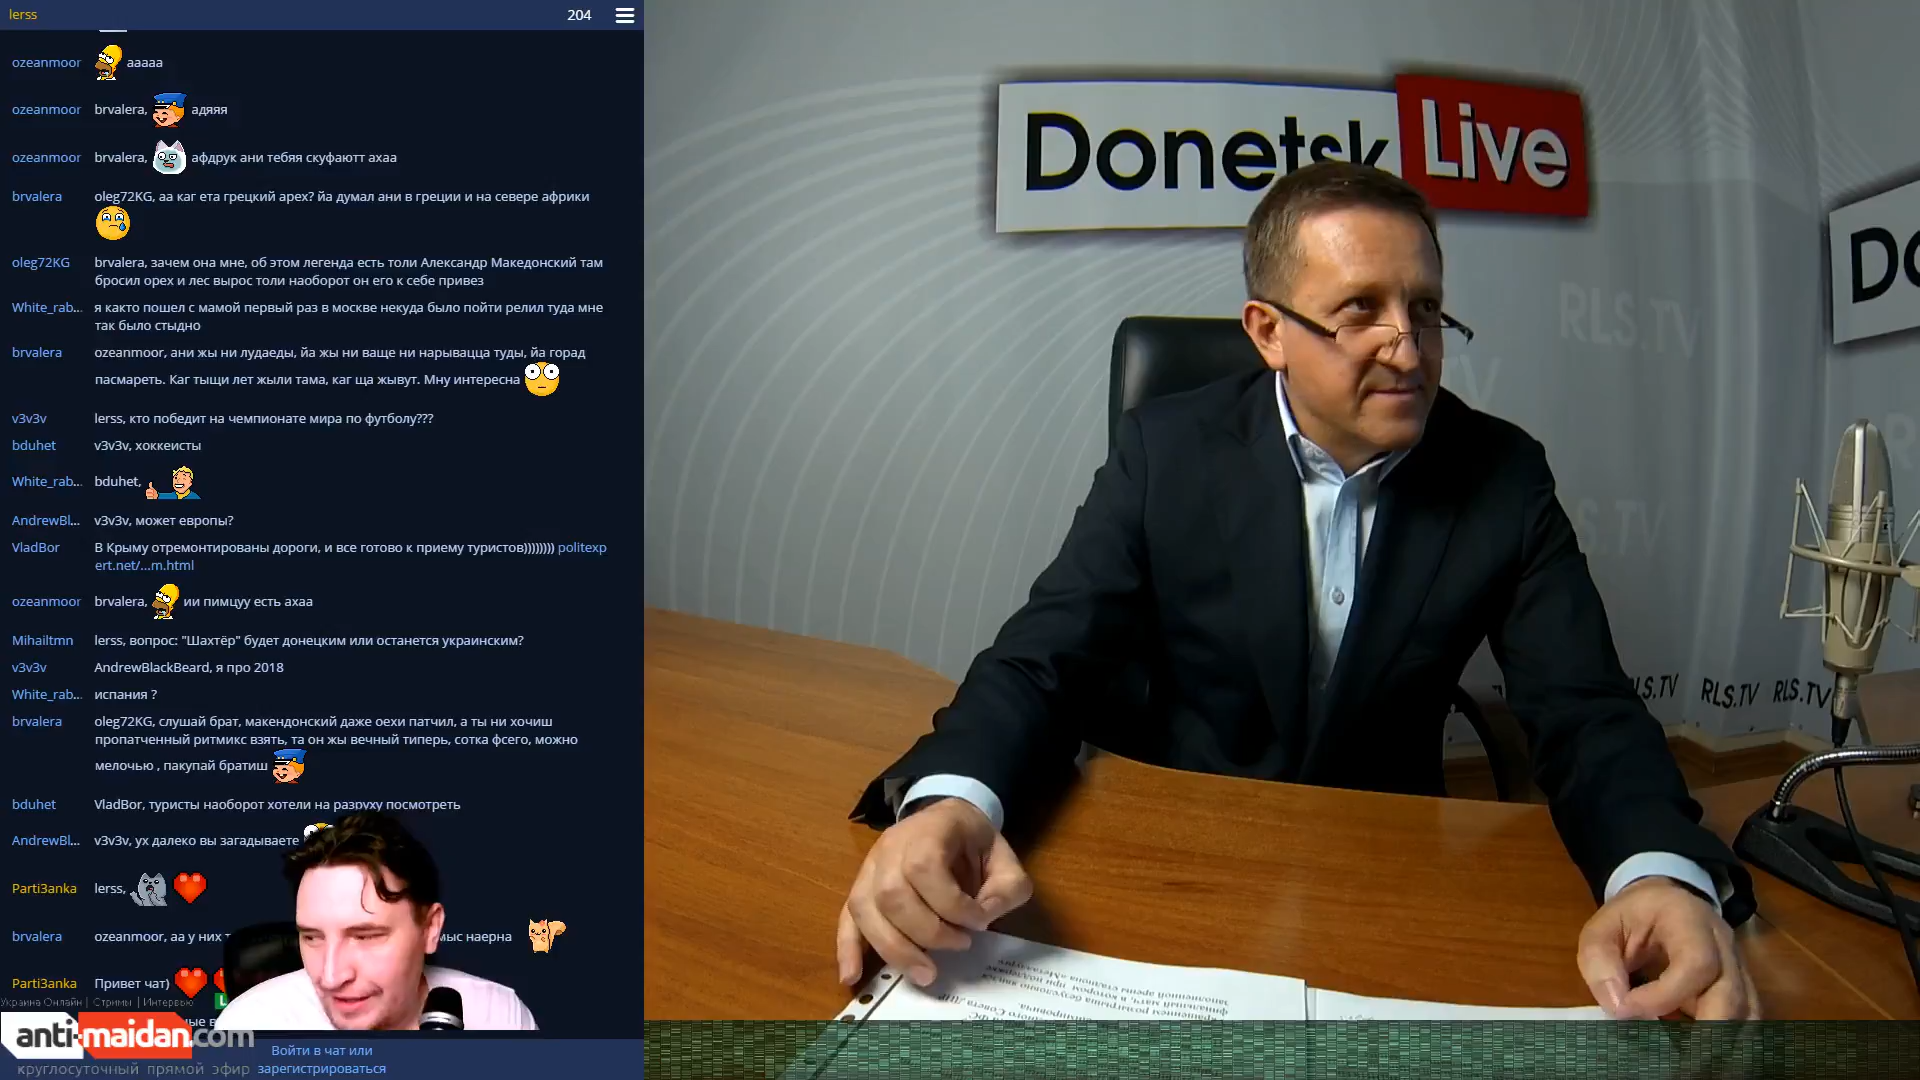 lerss
204
ozeanmoor
ааааа
ozeanmoor
brvalera, адяяя
ozeanmoor
brvalera, афдрук ани тебяя скуфаютт ахаа
brvalera
oleg72KG, аа каг ета грецкий арех? йа думал ани в греции и на севере африки
oleg72KG
brvalera, зачем она мне, об этом легенда есть толи Александр Македонский там
бросил орех и лес вырос толи наоборот он его к себе привез
White_rab...
я както пошел с мамой первый раз в москве некуда было пойти релил туда мне
так было стыдно
brvalera
ozeanmoor, ани жы ни лудаеды, йа жы ни ваще ни нарывацца туды, йа горад
пасмареть. Каг тыщи лет жыли тама, каг ща жывут. Мну интересна
v3v3v
lerss, кто победит на чемпионате мира по футболу???
bduhet
v3v3v, хоккеисты
White_rab...
bduhet,
AndrewBl...
v3v3v, может европы?
VladBor
В Крыму отремонтированы дороги, и все готово к приему туристов)))))))) politexp
ert.net/...m.html
ozeanmoor
brvalera, ии пимцуу есть ахаа
Mihailtmn
lerss, вопрос: "Шахтёр" будет донецким или останется украинским?
v3v3v
AndrewBlackBeard, я про 2018
White_rab...
испания ?
brvalera
oleg72KG, слушай брат, макендонский даже оехи патчил, а ты ни хочиш
пропатченный ритмикс взять, та он жы вечный типерь, сотка фсего, можно
мелочью , пакупай братиш
bduhet
VladBor, туристы наоборот хотели на разруху посмотреть
AndrewBl...
v3v3v, ух далеко вы загадываете
Parti3anka
lerss,
brvalera
ozeanmoor, аа у них мыс наерна
Parti3anka
Привет чат)
Украина Онлайн | Стримы | Интервью
anti-maidan.com
круглосуточный прямой эфир
Войти в чат или
зарегистрироваться
Donetsk Live
RLS.TV
RLS.TV RLS.TV